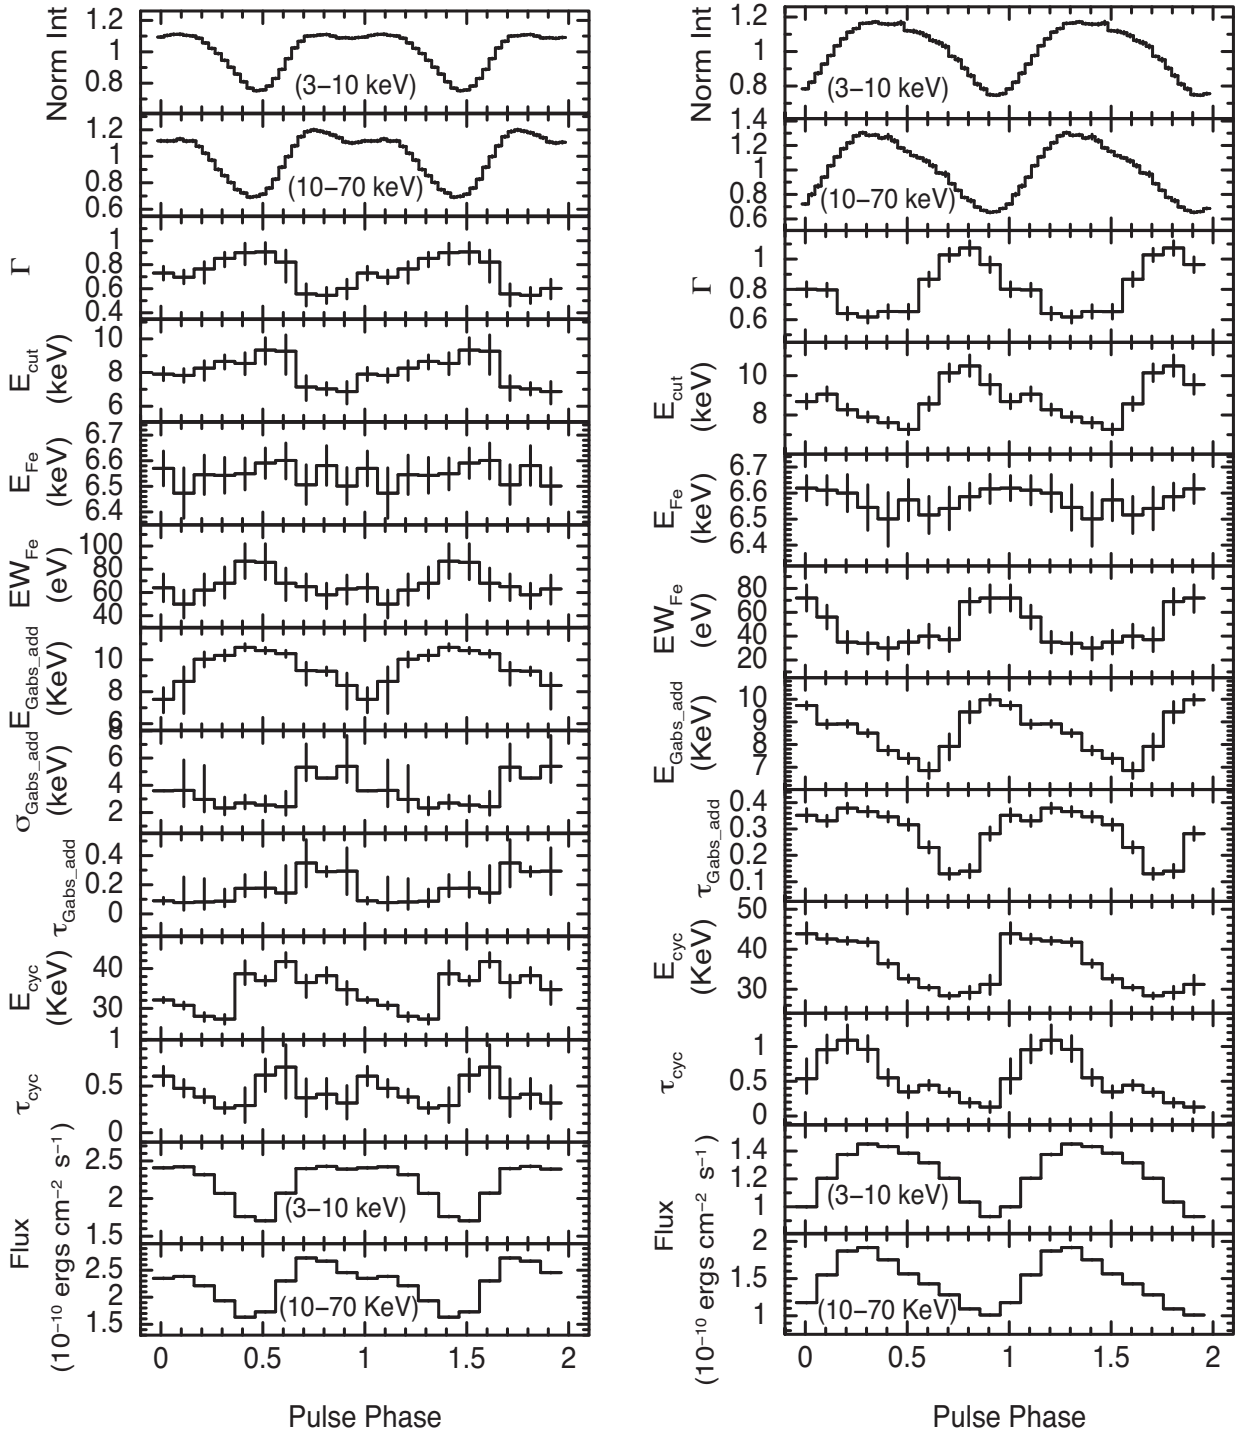 Norm Int
1.2
1
0.8
(3–10 keV)
1.2
1
0.8
0.6
(10–70 keV)
Γ
1
0.8
0.6
0.4
E_cut
(keV)
10
8
6
E_Fe
(keV)
6.7
6.6
6.5
6.4
EW_Fe
(eV)
100
80
60
40
E_Gabs_add
(KeV)
10
8
6
σ_Gabs_add
(keV)
8
6
4
2
τ_Gabs_add
0.4
0.2
0
E_cyc
(KeV)
40
30
τ_cyc
1
0.5
0
Flux
(10⁻¹⁰ ergs cm⁻² s⁻¹)
2.5
2
1.5
(3–10 keV)
2.5
2
1.5
(10–70 KeV)
0 0.5 1 1.5 2
Pulse Phase
Norm Int
1.2
1
0.8
(3–10 keV)
1.4
1.2
1
0.8
0.6
(10–70 keV)
Γ
1
0.8
0.6
E_cut
(keV)
10
8
E_Fe
(keV)
6.7
6.6
6.5
6.4
EW_Fe
(eV)
80
60
40
20
E_Gabs_add
(KeV)
10
9
8
7
τ_Gabs_add
0.4
0.3
0.2
0.1
E_cyc
(KeV)
50
40
30
τ_cyc
1
0.5
0
Flux
(10⁻¹⁰ ergs cm⁻² s⁻¹)
1.4
1.2
1
(3–10 keV)
2
1.5
1
(10–70 KeV)
0 0.5 1 1.5 2
Pulse Phase